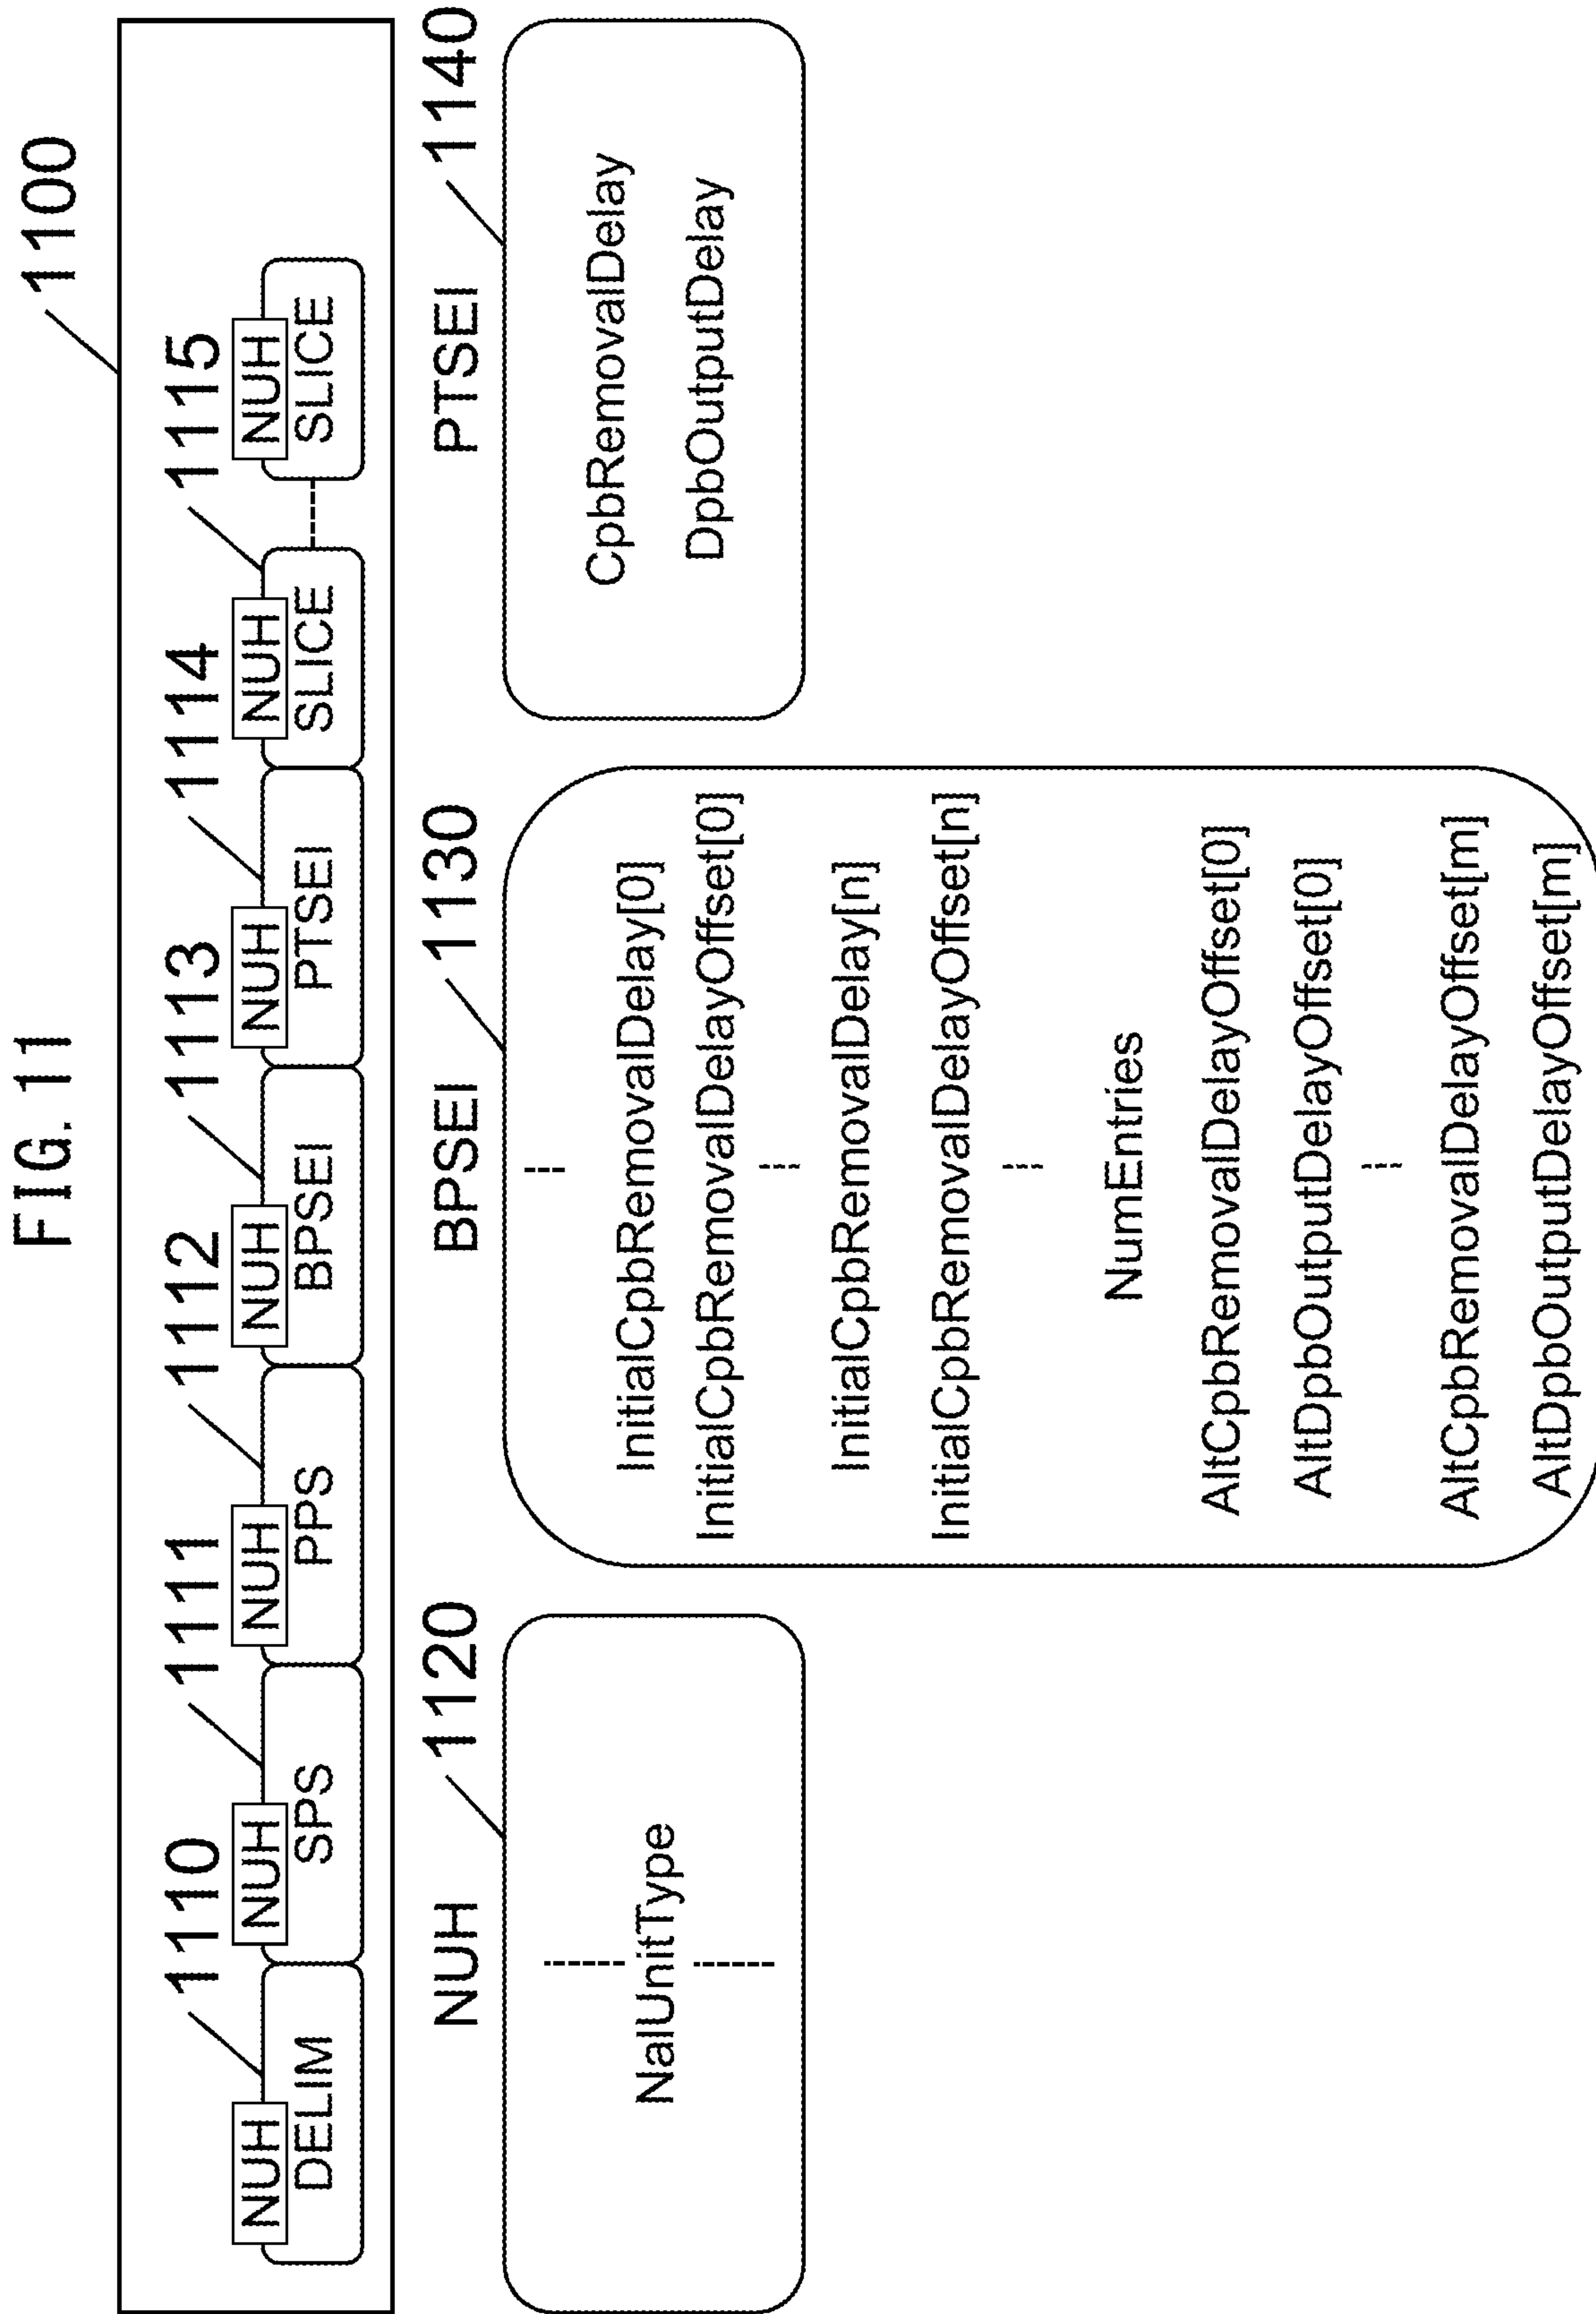 FIG. 11
1100
1110 1111 1112 1113 1114 1115
NUH NUH NUH NUH NUH NUH NUH
DELIM SPS PPS BPSEI PTSEI SLICE SLICE
NUH 1120
NalUnitType
BPSEI 1130
InitialCpbRemovalDelay[0]
InitialCpbRemovalDelayOffset[0]
InitialCpbRemovalDelay[n]
InitialCpbRemovalDelayOffset[n]
NumEntries
AltCpbRemovalDelayOffset[0]
AltDpbOutputDelayOffset[0]
AltCpbRemovalDelayOffset[m]
AltDpbOutputDelayOffset[m]
PTSEI 1140
CpbRemovalDelay
DpbOutputDelay